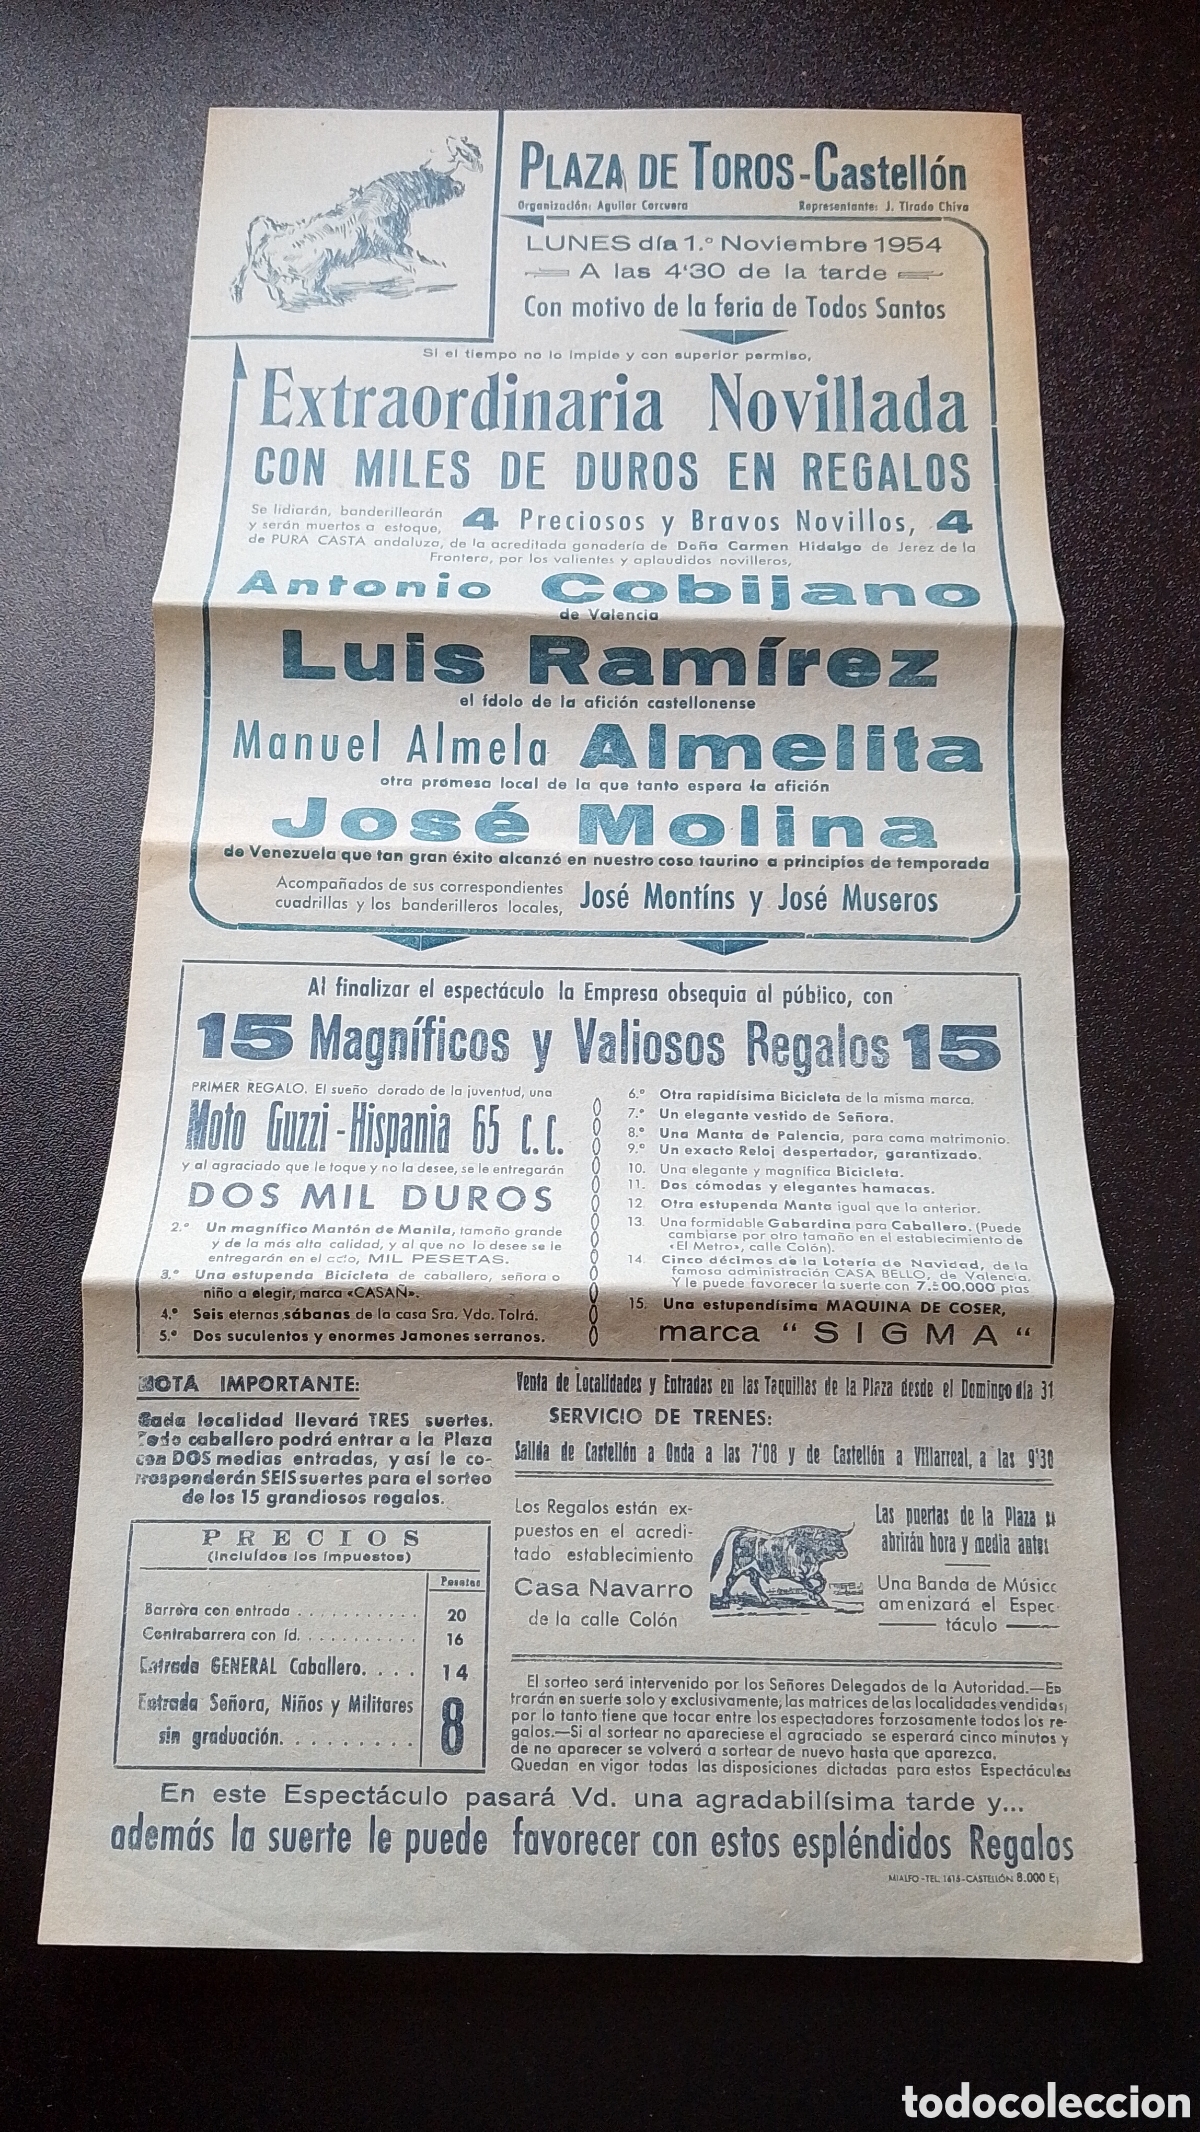 PLAZA DE TOROS-Castellón
Organización: Aguilar Corcuera Representante: J. Tirado Chiva
LUNES día 1.º Noviembre 1954
A las 4'30 de la tarde
Con motivo de la feria de Todos Santos
Si el tiempo no lo impide y con superior permiso,
Extraordinaria Novillada
CON MILES DE DUROS EN REGALOS
Se lidiarán, banderillearán
y serán muertos a estoque,
4 Preciosos y Bravos Novillos, 4
de PURA CASTA andaluza, de la acreditada ganadería de Doña Carmen Hidalgo de Jerez de la
Frontera, por los valientes y aplaudidos novilleros,
Antonio Cobijano
de Valencia
Luis Ramírez
el ídolo de la afición castellonense
Manuel Almela Almelita
otra promesa local de la que tanto espera la afición
José Molina
de Venezuela que tan gran éxito alcanzó en nuestro coso taurino a principios de temporada
Acompañados de sus correspondientes
cuadrillas y los banderilleros locales,
José Montíns y José Museros
Al finalizar el espectáculo la Empresa obsequia al público, con
15 Magníficos y Valiosos Regalos 15
PRIMER REGALO. El sueño dorado de la juventud, una
Moto Guzzi-Hispania 65 c.c.
y al agraciado que le toque y no la desee, se le entregarán
DOS MIL DUROS
2.º Un magnífico Mantón de Manila, tamaño grande
y de la más alta calidad, y al que no lo desee se le
entregarán en el acto, MIL PESETAS.
3.º Una estupenda Bicicleta de caballero, señora o
niño a elegir, marca «CASAÑ».
4.º Seis eternas sábanas de la casa Sra. Vda. Tolrá.
5.º Dos suculentos y enormes Jamones serranos.
6.º Otra rapidísima Bicicleta de la misma marca.
7.º Un elegante vestido de Señora.
8.º Una Manta de Palencia, para cama matrimonio.
9.º Un exacto Reloj despertador, garantizado.
10. Una elegante y magnífica Bicicleta.
11. Dos cómodas y elegantes hamacas.
12. Otra estupenda Manta igual que la anterior.
13. Una formidable Gabardina para Caballero. (Puede
cambiarse por otro tamaño en el establecimiento de
«El Metro», calle Colón).
14. Cinco décimos de la Lotería de Navidad, de la
famosa administración CASA BELLO, de Valencia.
Y le puede favorecer la suerte con 7.500.000 ptas
15. Una estupendísima MAQUINA DE COSER,
marca "SIGMA"
NOTA IMPORTANTE:
Cada localidad llevará TRES suertes.
Todo caballero podrá entrar a la Plaza
con DOS medias entradas, y así le co-
rresponderán SEIS suertes para el sorteo
de los 15 grandiosos regalos.
PRECIOS
(incluídos los impuestos)
Pesetas
Barrera con entrada . . . . . . . . . . . 20
Contrabarrera con íd. . . . . . . . . . . 16
Entrada GENERAL Caballero. . . . 14
Entrada Señora, Niños y Militares
sin graduación. . . . . . . . . 8
Venta de Localidades y Entradas en las Taquillas de la Plaza desde el Domingo día 31
SERVICIO DE TRENES:
Salida de Castellón a Onda a las 7'08 y de Castellón a Villarreal, a las 9'30
Los Regalos están ex-
puestos en el acredi-
tado establecimiento
Casa Navarro
de la calle Colón
Las puertas de la Plaza se
abrirán hora y media antes
Una Banda de Música
amenizará el Espec-
táculo
El sorteo será intervenido por los Señores Delegados de la Autoridad.—En
trarán en suerte solo y exclusivamente, las matrices de las localidades vendidas,
por lo tanto tiene que tocar entre los espectadores forzosamente todos los re-
galos.—Si al sortear no apareciese el agraciado se esperará cinco minutos y
de no aparecer se volverá a sortear de nuevo hasta que aparezca.
Quedan en vigor todas las disposiciones dictadas para estos Espectáculos
En este Espectáculo pasará Vd. una agradabilísima tarde y...
además la suerte le puede favorecer con estos espléndidos Regalos
MIALFO-TEL. 1615-CASTELLÓN 8.000 Ej
todocoleccion